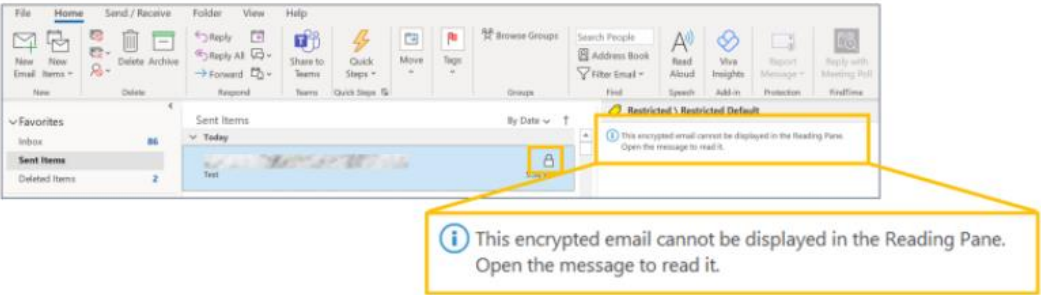 File Home Send / Receive Folder View Help
New Email
New Items
Delete
Archive
Reply
Reply All
Forward
Share to Teams
Quick Steps
Move
Tags
Browse Groups
Search People
Address Book
Filter Email
Read Aloud
Viva Insights
Report Message
Reply with Meeting Poll
New Delete Respond Teams Quick Steps Groups Find Speech Add-in Protection FindTime
Favorites
Inbox 86
Sent Items
Deleted Items 2
Sent Items By Date
Today
Test
Restricted \ Restricted Default
This encrypted email cannot be displayed in the Reading Pane.
Open the message to read it.
This encrypted email cannot be displayed in the Reading Pane.
Open the message to read it.